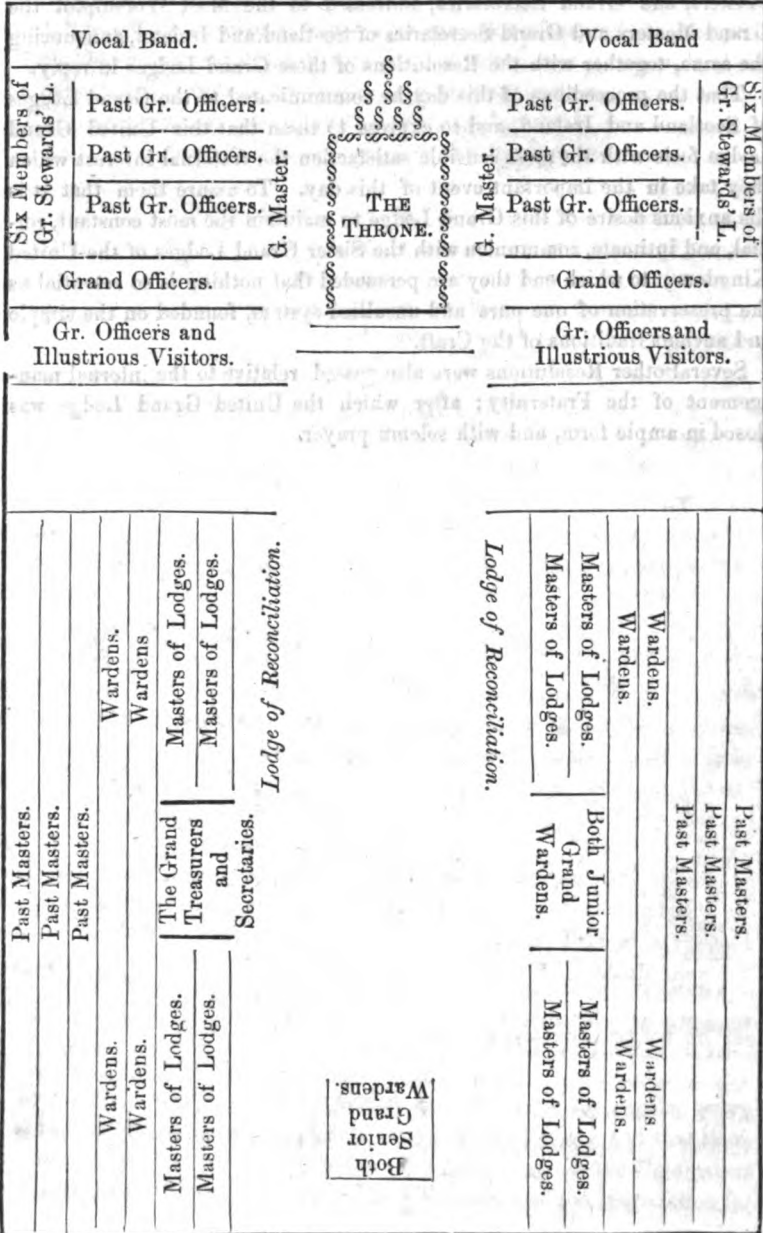 Vocal Band.
Six Members of
Gr. Stewards' L.
Past Gr. Officers.
Past Gr. Officers.
Past Gr. Officers.
G. Master.
Grand Officers.
Gr. Officers and
Illustrious Visitors.
THE
THRONE.
Vocal Band
Past Gr. Officers.
Past Gr. Officers.
Past Gr. Officers.
G. Master.
Six Members of
Gr. Stewards L.
Grand Officers.
Gr. Officers and
Illustrious Visitors.
Past Masters.
Past Masters.
Past Masters.
Wardens.
Wardens
Wardens.
Wardens.
Masters of Lodges.
Masters of Lodges.
The Grand
Treasurers
and
Secretaries.
Masters of Lodges.
Masters of Lodges.
Lodge of Reconciliation.
Lodge of Reconciliation.
Masters of Lodges.
Masters of Lodges.
Both Junior
Grand
Wardens.
Masters of Lodges.
Masters of Lodges.
Wardens.
Wardens.
Wardens.
Wardens.
Past Masters.
Past Masters.
Past Masters.
Both
Senior
Grand
Wardens.